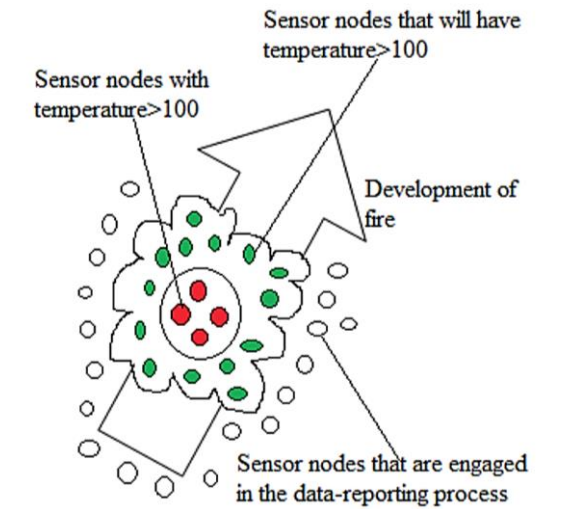 Sensor nodes that will have
temperature>100
Sensor nodes with
temperature>100
Development of
fire
Sensor nodes that are engaged
in the data-reporting process